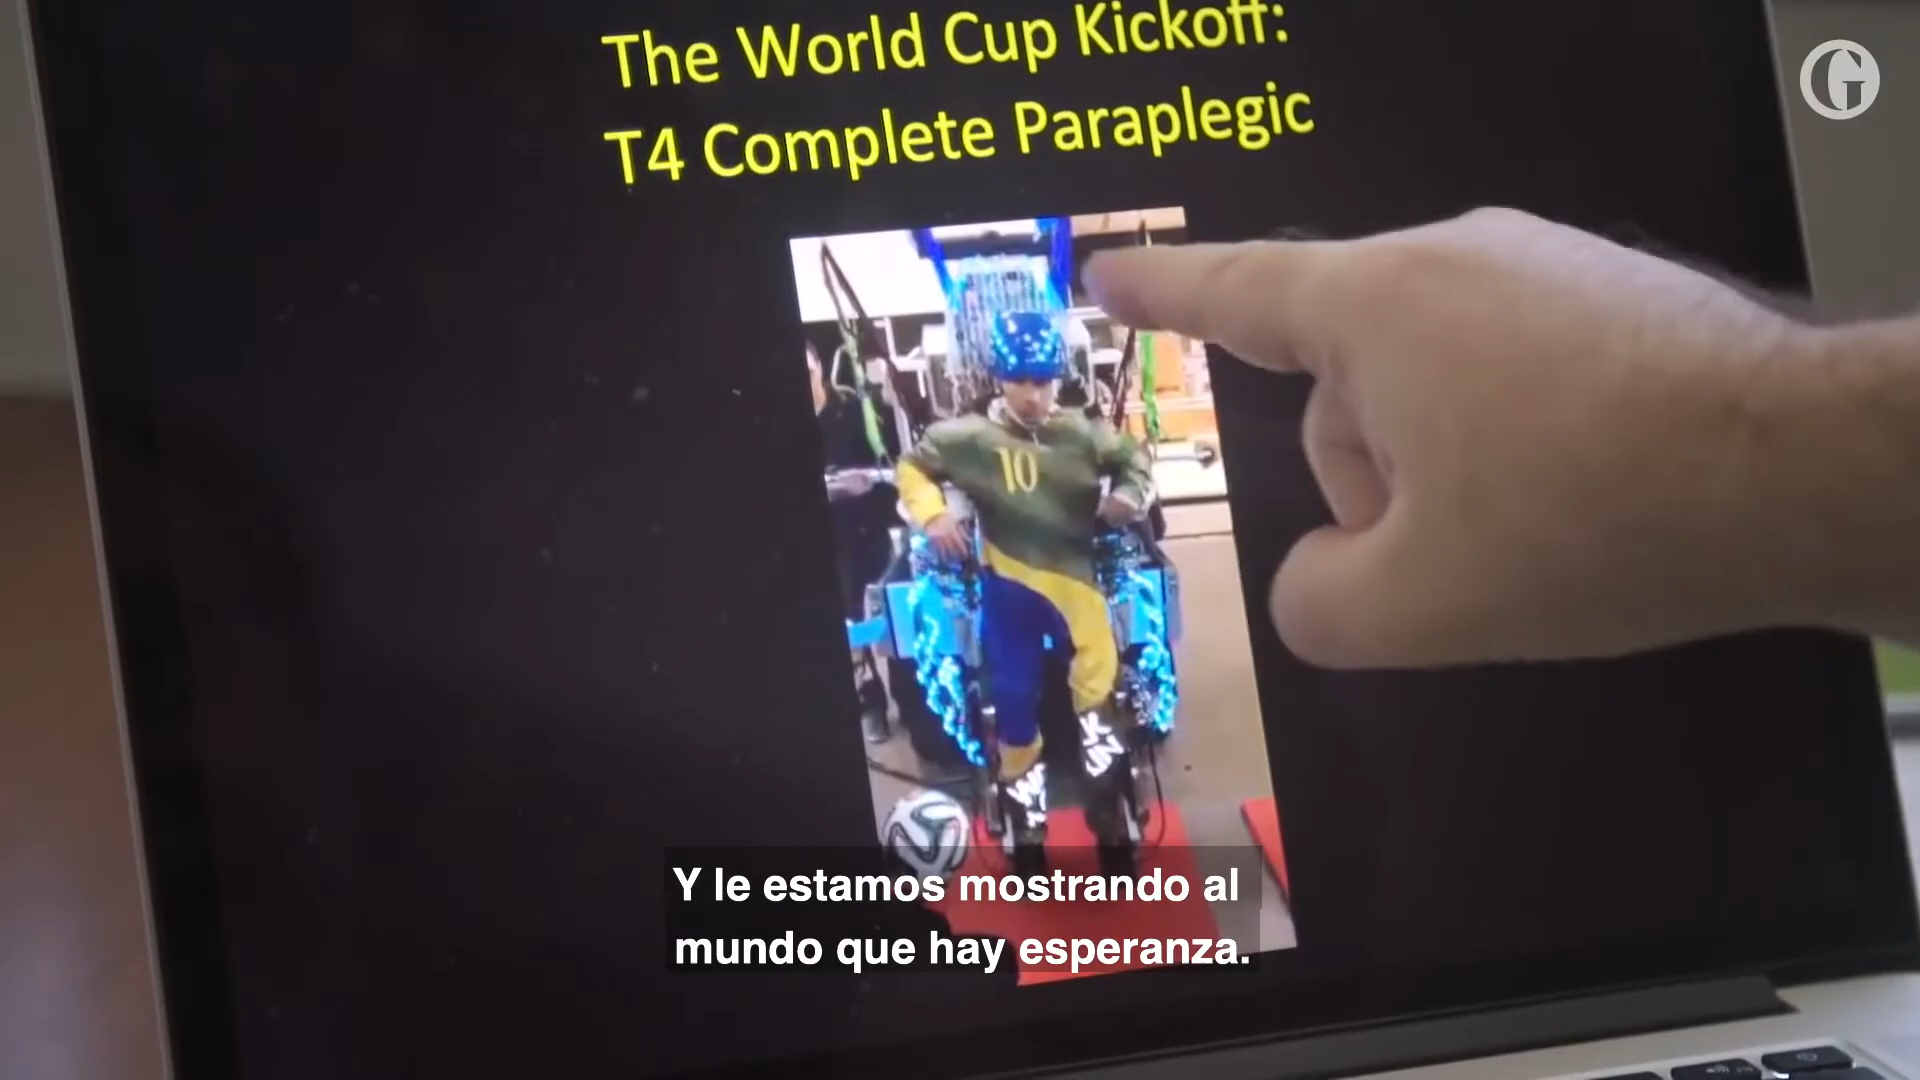 The World Cup Kickoff:
T4 Complete Paraplegic
10
Y le estamos mostrando al
mundo que hay esperanza.